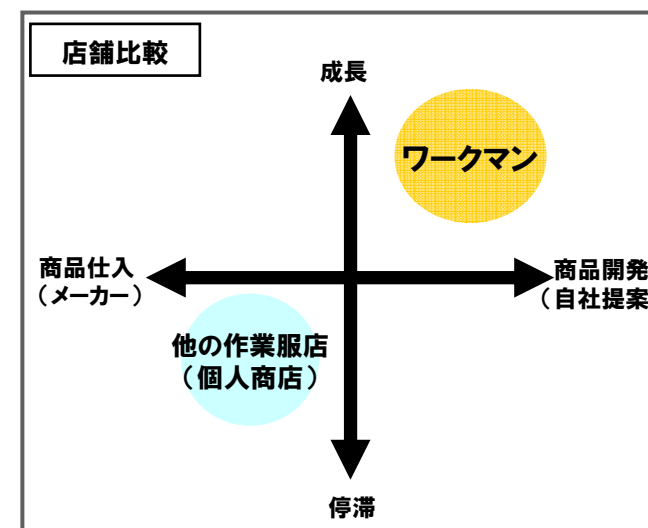 店舗比較
成長
ワークマン
商品仕入
（メーカー）
商品開発
（自社提案
他の作業服店
（個人商店）
停滞